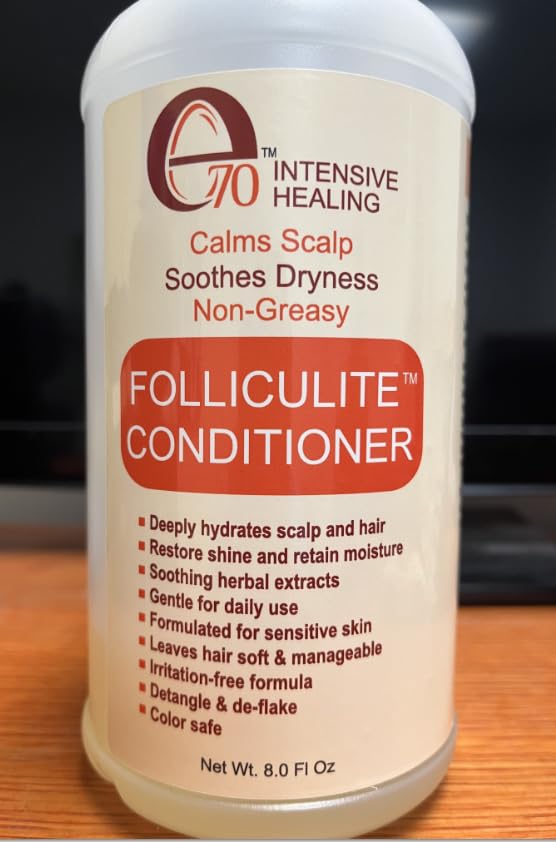 e70™ INTENSIVE
HEALING
Calms Scalp
Soothes Dryness
Non-Greasy
FOLLICULITE™
CONDITIONER
▪ Deeply hydrates scalp and hair
▪ Restore shine and retain moisture
▪ Soothing herbal extracts
▪ Gentle for daily use
▪ Formulated for sensitive skin
▪ Leaves hair soft & manageable
▪ Irritation-free formula
▪ Detangle & de-flake
▪ Color safe
Net Wt. 8.0 Fl Oz